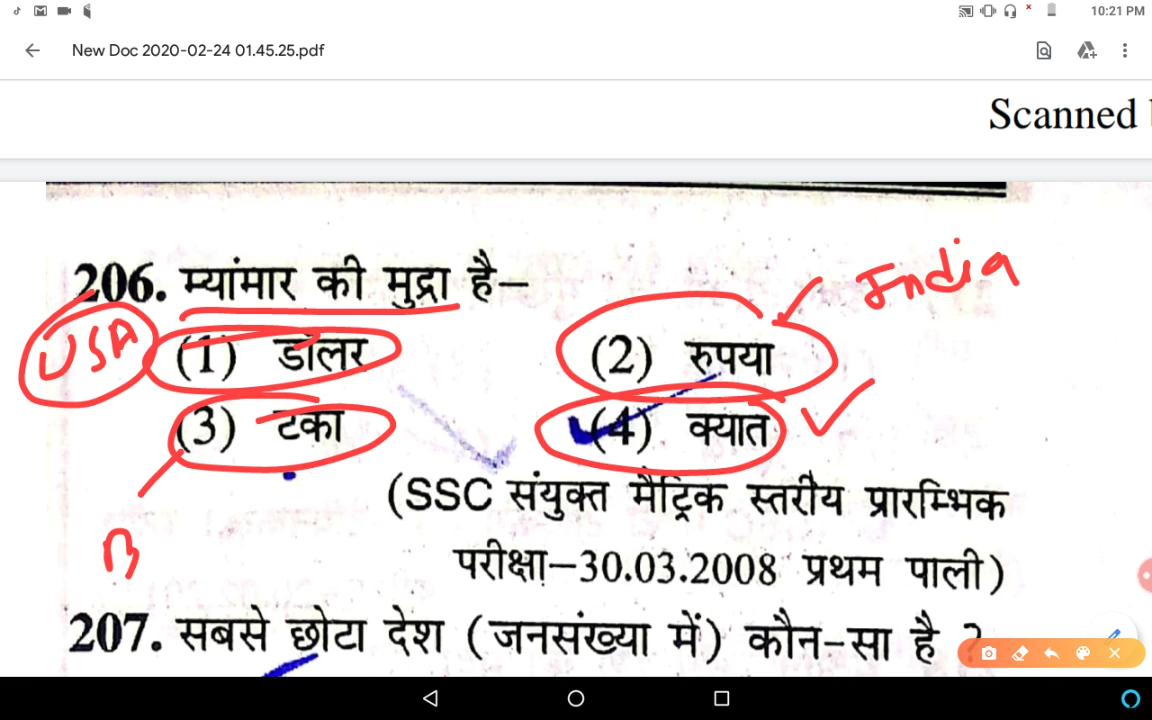 10:21 PM
New Doc 2020-02-24 01.45.25.pdf
Scanned
206. म्यांमार की मुद्रा है—
India
USA (1) डॉलर (2) रुपया
(3) टका (4) क्यात
(SSC संयुक्त मैट्रिक स्तरीय प्रारम्भिक
परीक्षा—30.03.2008 प्रथम पाली)
B
207. सबसे छोटा देश (जनसंख्या में) कौन-सा है ?